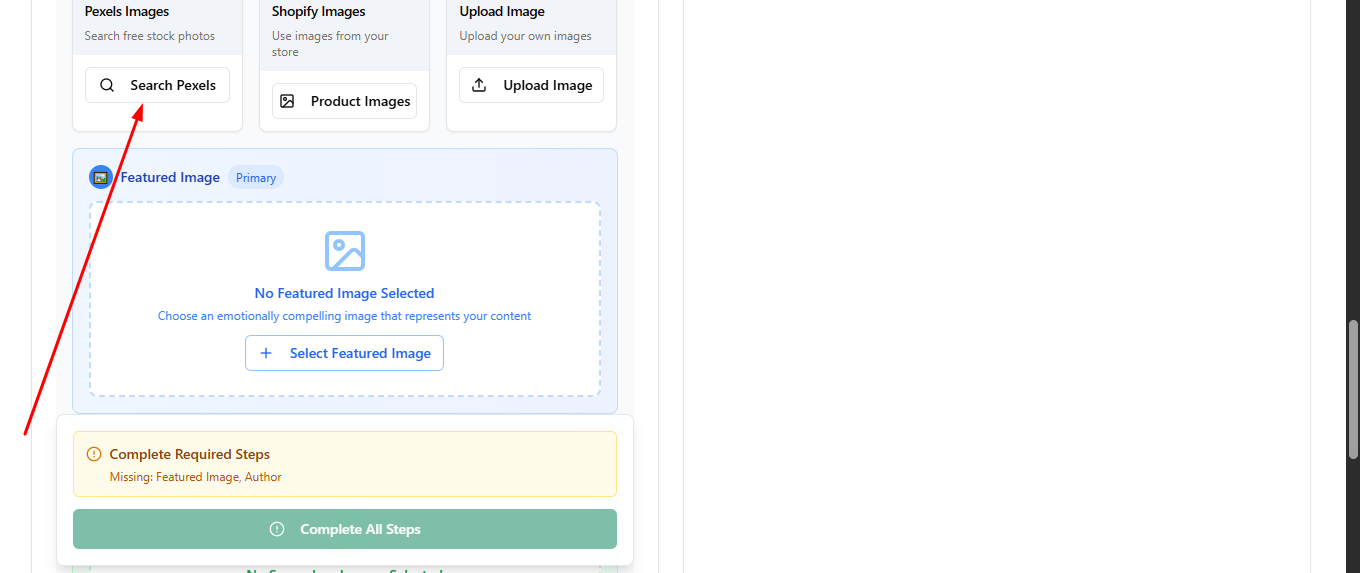 Pexels Images
Search free stock photos
Search Pexels
Shopify Images
Use images from your
store
Product Images
Upload Image
Upload your own images
Upload Image
Featured Image
Primary
No Featured Image Selected
Choose an emotionally compelling image that represents your content
Select Featured Image
Complete Required Steps
Missing: Featured Image, Author
Complete All Steps